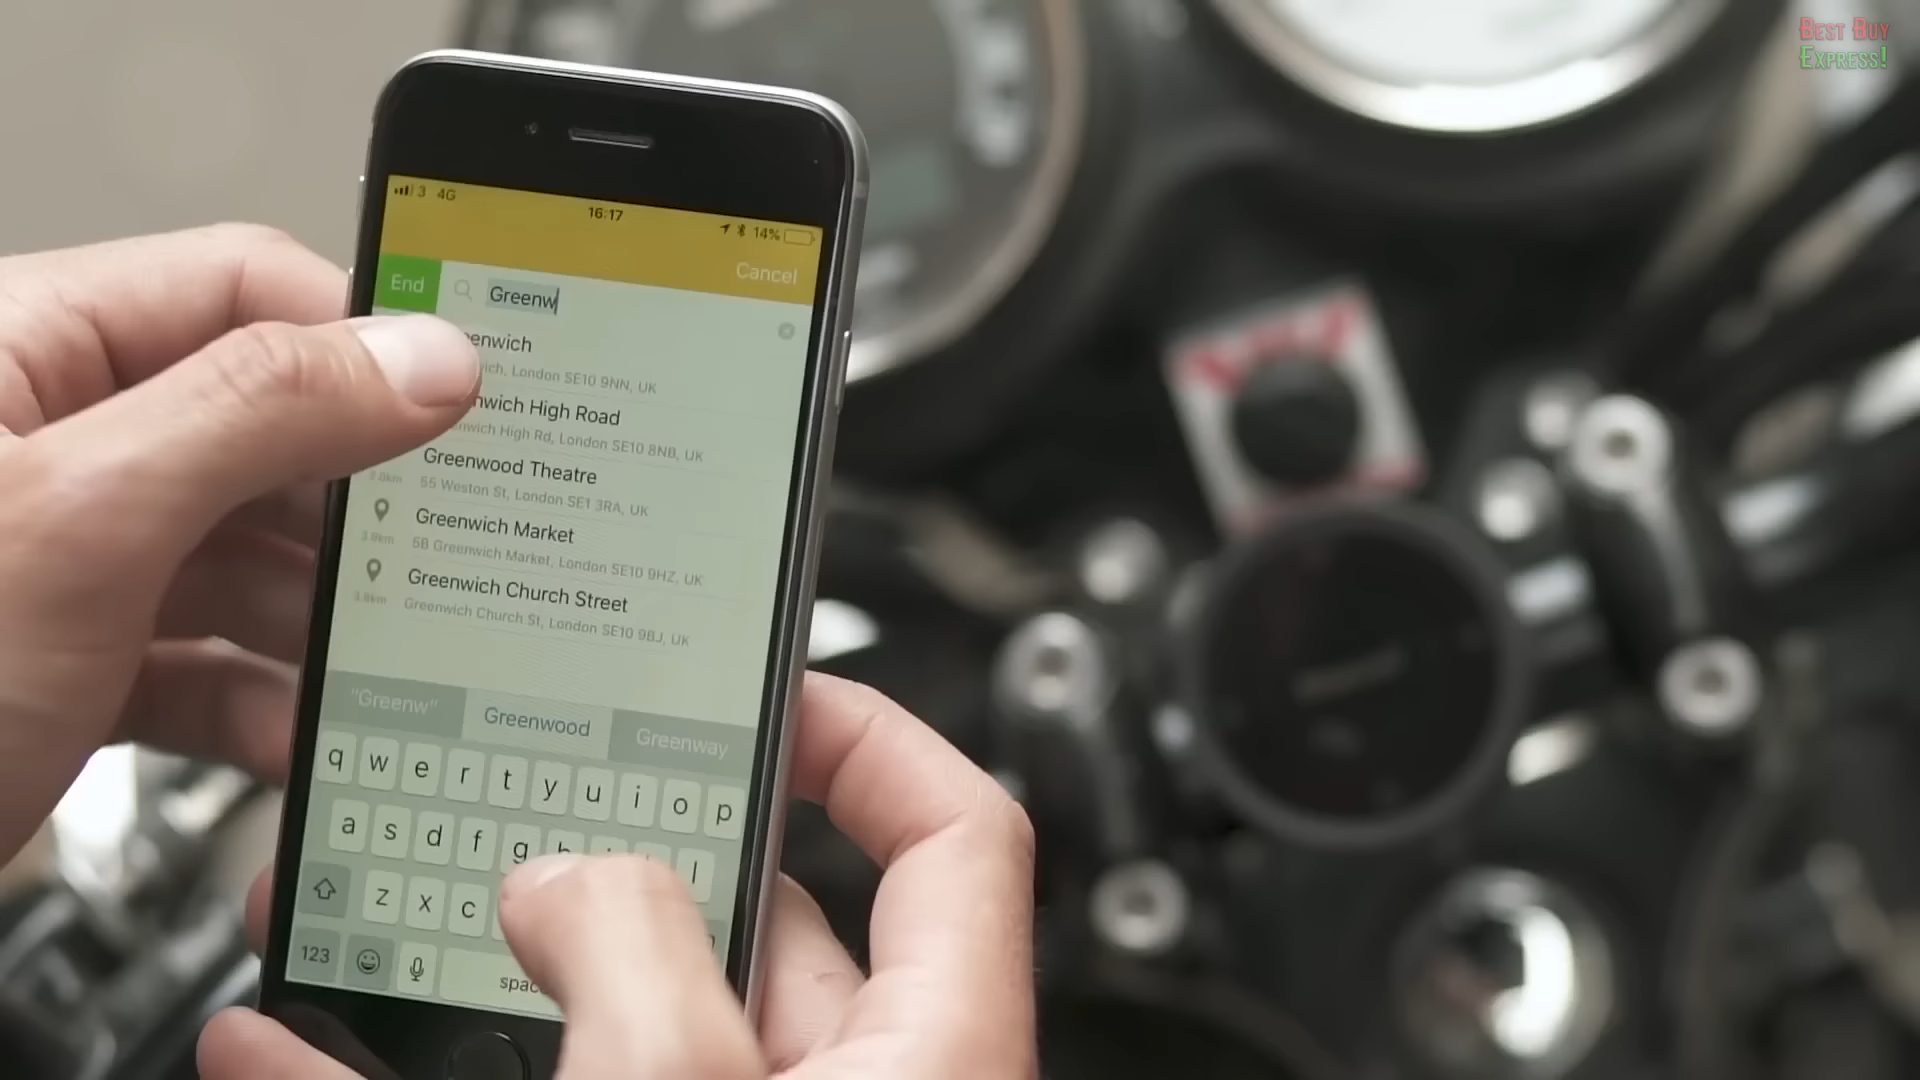 BEST BUY
EXPRESS!
3 4G
16:17
14%
Cancel
End
Greenw
enwich
ich, London SE10 9NN, UK
nwich High Road
enwich High Rd, London SE10 8NB, UK
Greenwood Theatre
55 Weston St, London SE1 3RA, UK
Greenwich Market
3.9km
5B Greenwich Market, London SE10 9HZ, UK
Greenwich Church Street
Greenwich Church St, London SE10 9BJ, UK
"Greenw" Greenwood Greenway
q w e r t y u i o p
a s d f g h l
z x c
123 spac